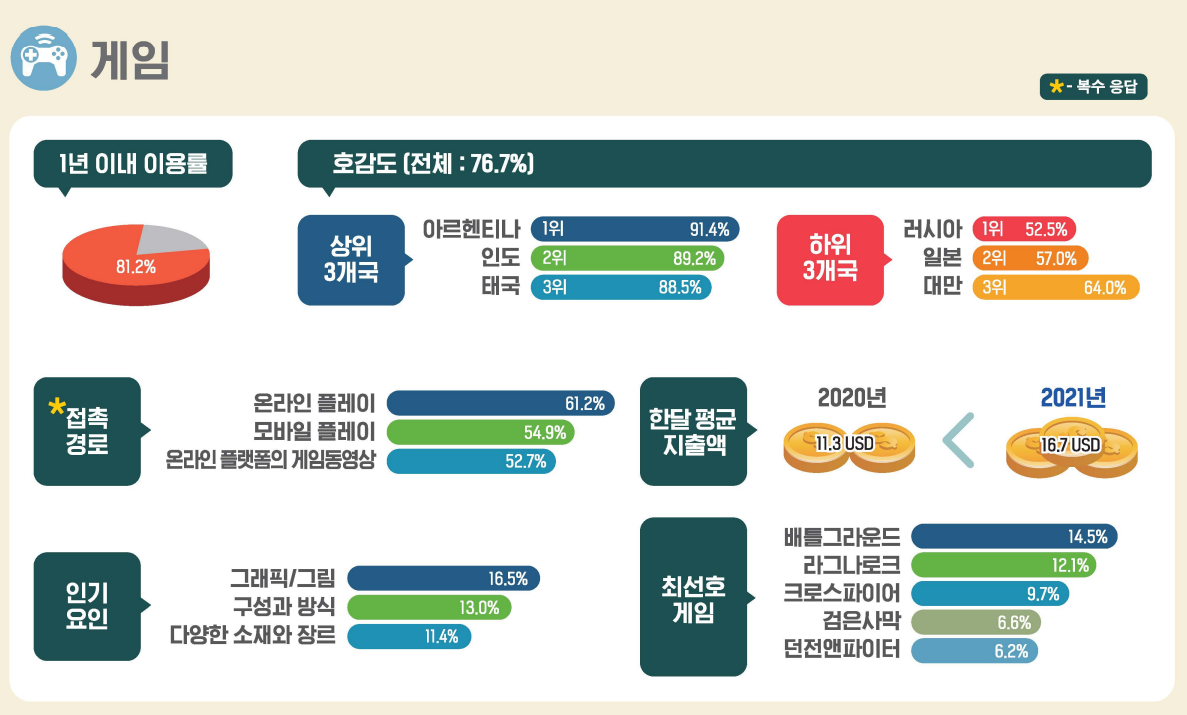 게임
*- 복수 응답
1년 이내 이용률
81.2%
호감도 (전체 : 76.7%)
상위
3개국
아르헨티나 1위 91.4%
인도 2위 89.2%
태국 3위 88.5%
하위
3개국
러시아 1위 52.5%
일본 2위 57.0%
대만 3위 64.0%
*접촉
경로
온라인 플레이 61.2%
모바일 플레이 54.9%
온라인 플랫폼의 게임동영상 52.7%
한달 평균
지출액
2020년
11.3 USD
<
2021년
16.7 USD
인기
요인
그래픽/그림 16.5%
구성과 방식 13.0%
다양한 소재와 장르 11.4%
최선호
게임
배틀그라운드 14.5%
라그나로크 12.1%
크로스파이어 9.7%
검은사막 6.6%
던전앤파이터 6.2%